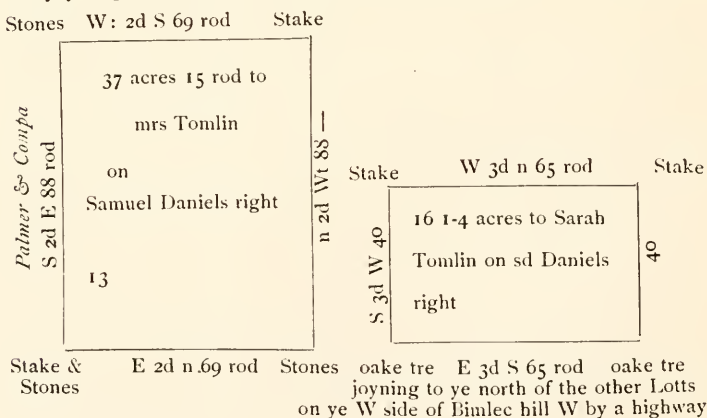 Stones W: 2d S 69 rod Stake
Palmer & Compa
S 2d E 88 rod
37 acres 15 rod to
mrs Tomlin
on
Samuel Daniels right
13
n 2d Wt 88 —
Stake & Stones E 2d n .69 rod Stones
Stake W 3d n 65 rod Stake
S 3d W 40
16 1-4 acres to Sarah
Tomlin on sd Daniels
right
40
oake tre E 3d S 65 rod oake tre
joyning to ye north of the other Lotts
on ye W side of Bimlec hill W by a highway